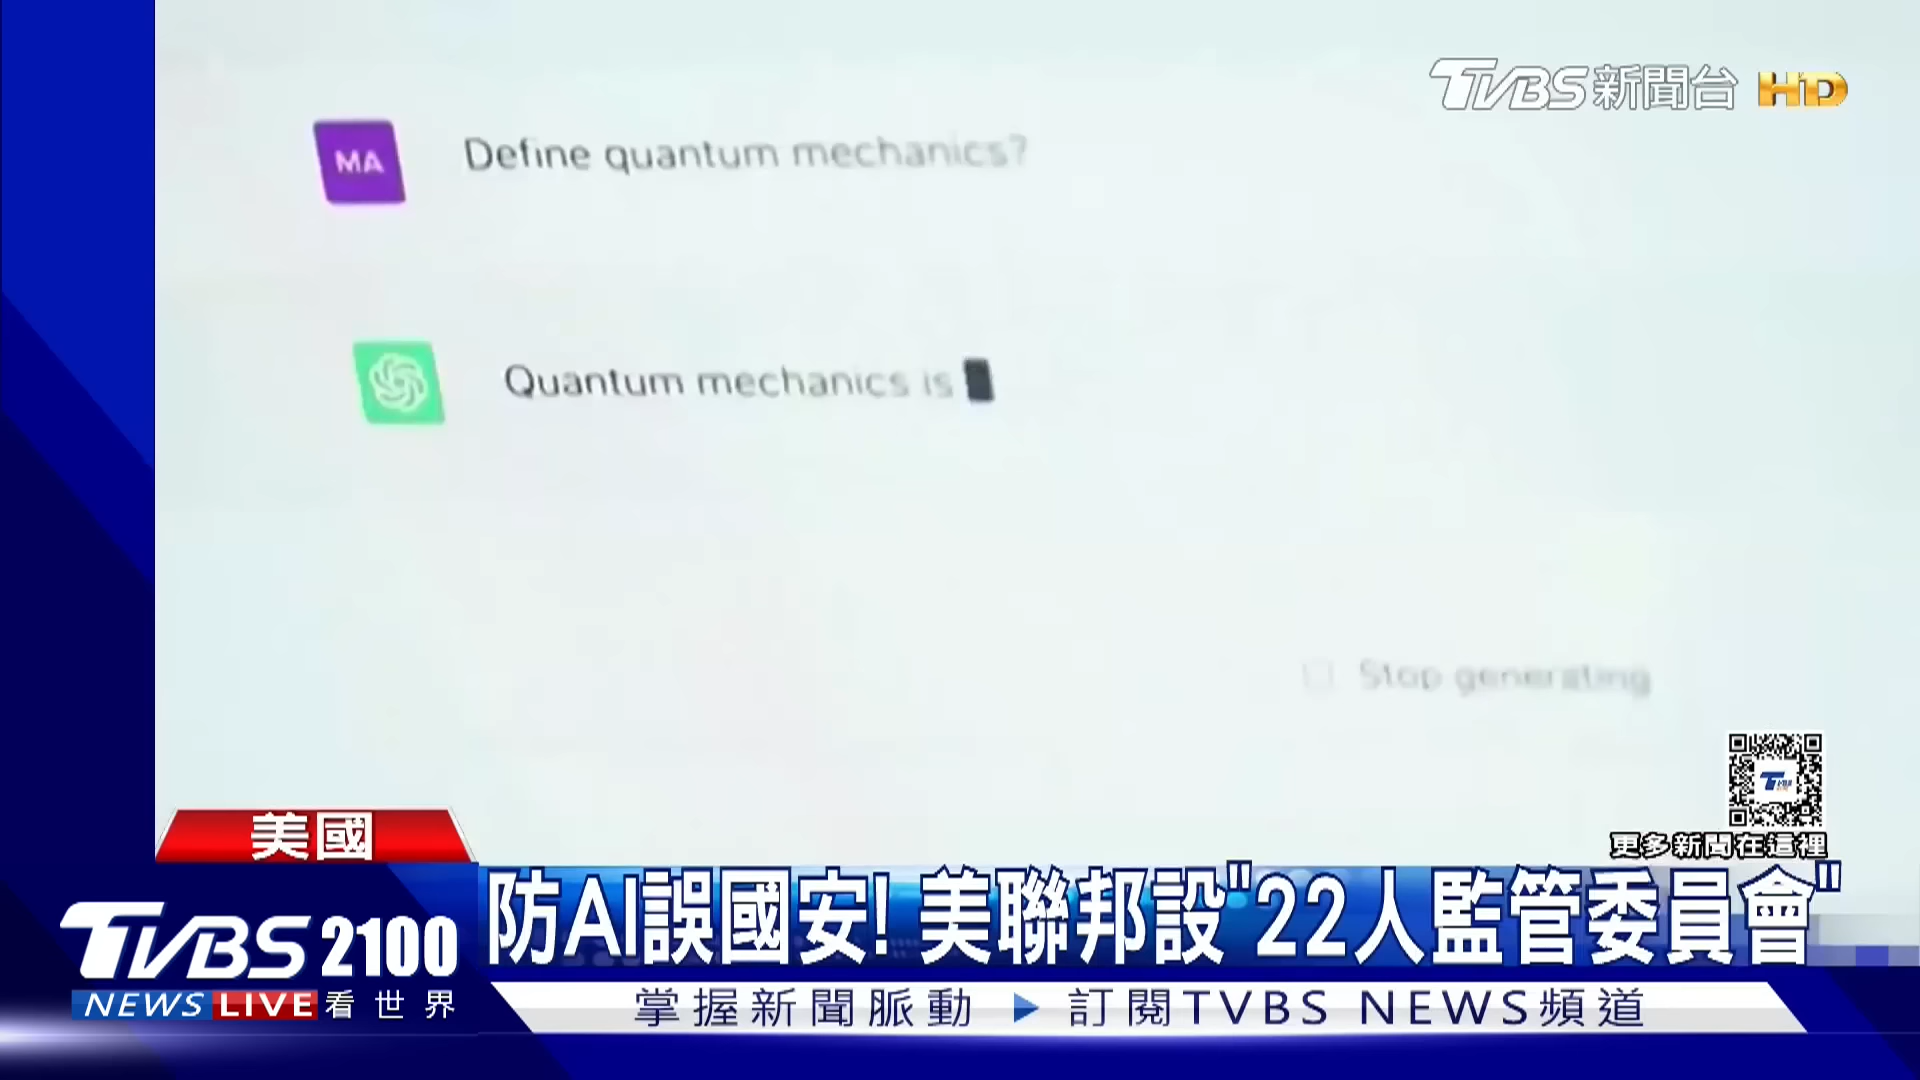 TVBS新聞台 HD
MA
Define quantum mechanics?
Quantum mechanics is
Stop generating
更多新聞在這裡
美國
防AI誤國安! 美聯邦設"22人監管委員會"
TVBS 2100
NEWS LIVE 看世界
掌握新聞脈動 ▶ 訂閱TVBS NEWS頻道